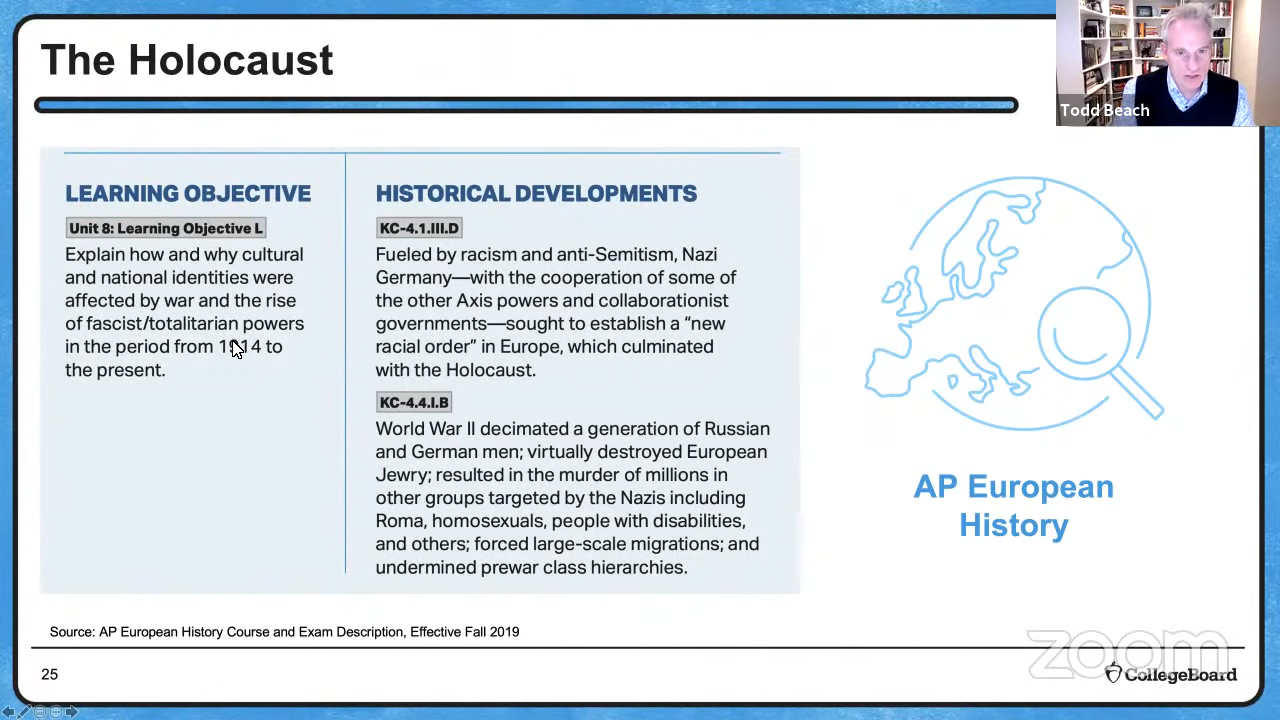 The Holocaust
Todd Beach
LEARNING OBJECTIVE
Unit 8: Learning Objective L
Explain how and why cultural
and national identities were
affected by war and the rise
of fascist/totalitarian powers
in the period from 1914 to
the present.
HISTORICAL DEVELOPMENTS
KC-4.1.III.D
Fueled by racism and anti-Semitism, Nazi
Germany—with the cooperation of some of
the other Axis powers and collaborationist
governments—sought to establish a "new
racial order" in Europe, which culminated
with the Holocaust.
KC-4.4.I.B
World War II decimated a generation of Russian
and German men; virtually destroyed European
Jewry; resulted in the murder of millions in
other groups targeted by the Nazis including
Roma, homosexuals, people with disabilities,
and others; forced large-scale migrations; and
undermined prewar class hierarchies.
AP European
History
Source: AP European History Course and Exam Description, Effective Fall 2019
25
zoom
CollegeBoard